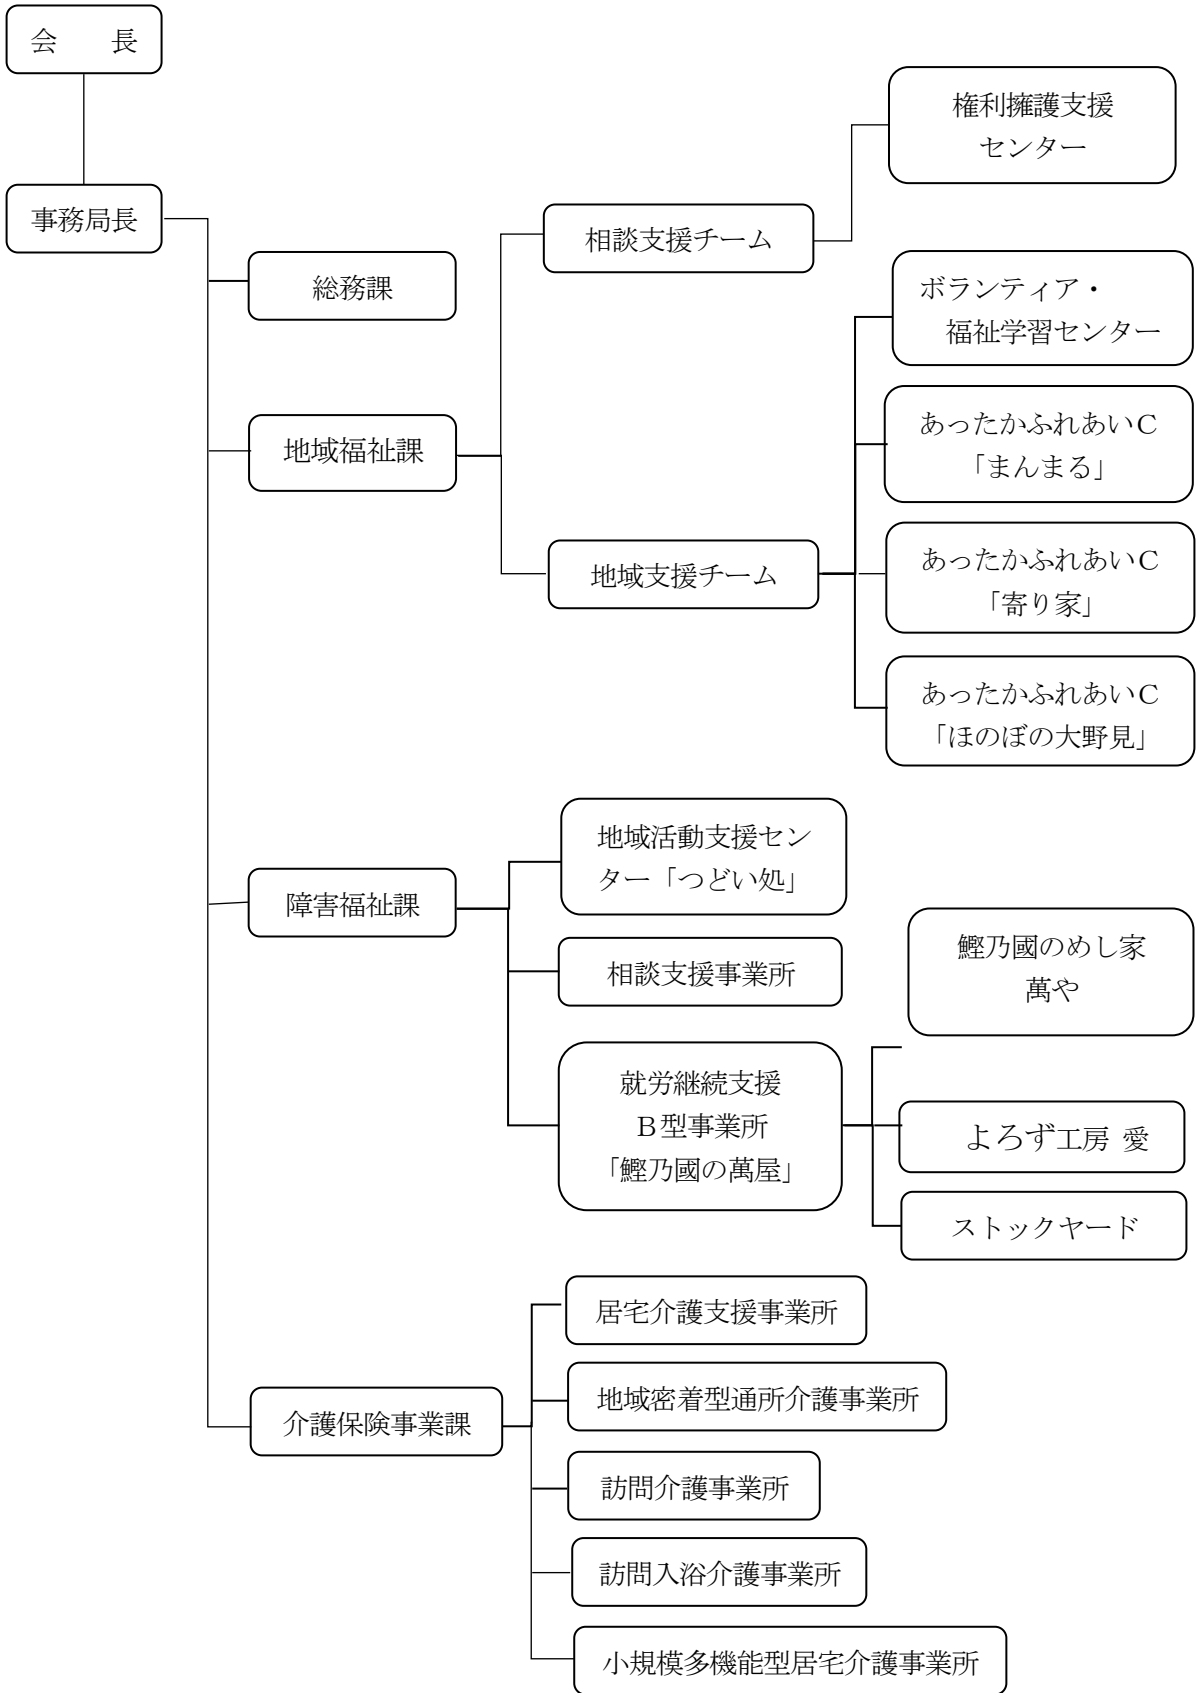 会　　長
事務局長
総務課
地域福祉課
相談支援チーム
権利擁護支援
センター
地域支援チーム
ボランティア・
福祉学習センター
あったかふれあいＣ
「まんまる」
あったかふれあいＣ
「寄り家」
あったかふれあいＣ
「ほのぼの大野見」
障害福祉課
地域活動支援セン
ター「つどい処」
相談支援事業所
就労継続支援
Ｂ型事業所
「鰹乃國の萬屋」
鰹乃國のめし家
萬や
よろず工房 愛
ストックヤード
介護保険事業課
居宅介護支援事業所
地域密着型通所介護事業所
訪問介護事業所
訪問入浴介護事業所
小規模多機能型居宅介護事業所